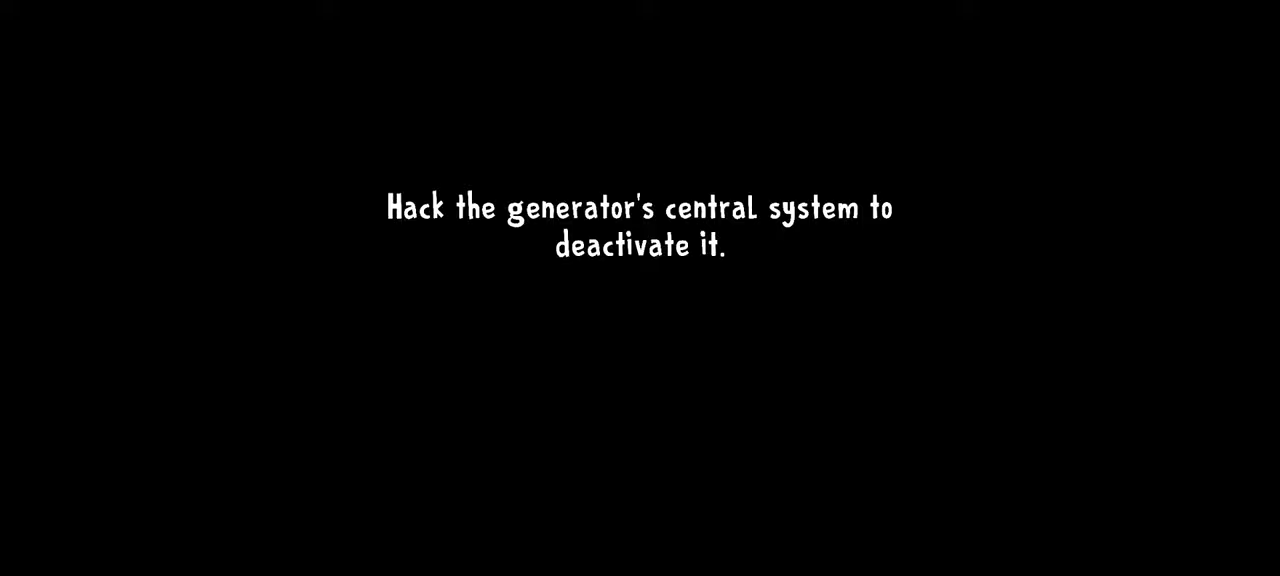 Hack the generator's central system to
deactivate it.